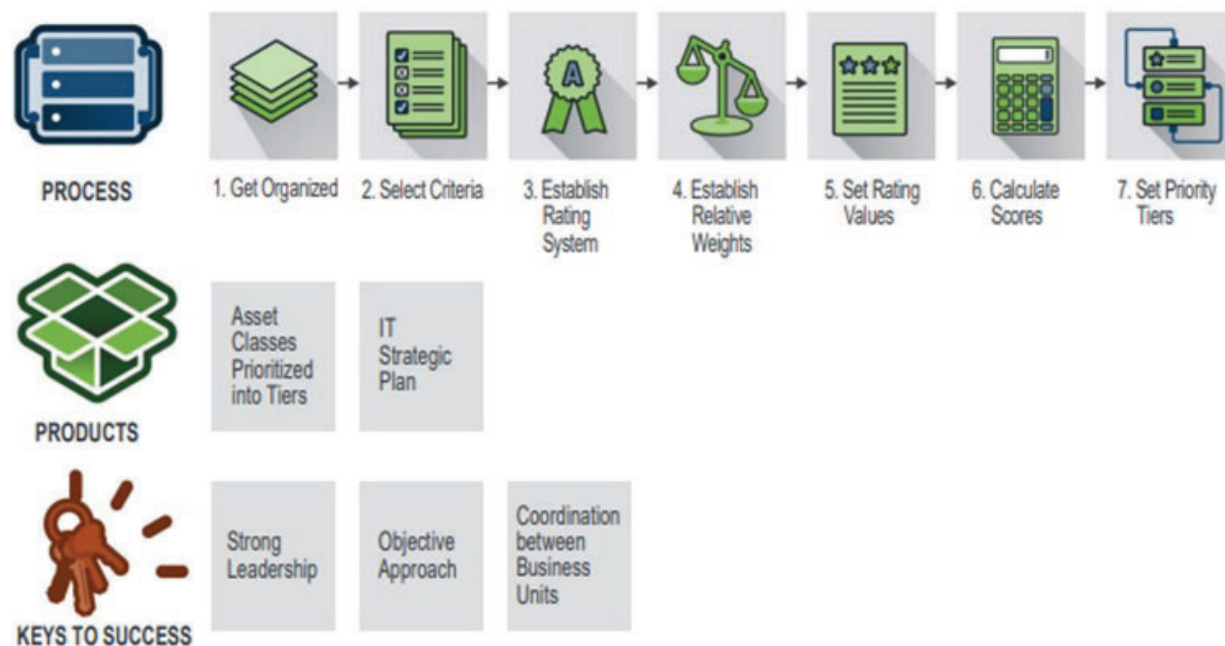 PROCESS
1. Get Organized
2. Select Criteria
3. Establish
Rating
System
4. Establish
Relative
Weights
5. Set Rating
Values
6. Calculate
Scores
7. Set Priority
Tiers
A
PRODUCTS
Asset
Classes
Prioritized
into Tiers
IT
Strategic
Plan
KEYS TO SUCCESS
Strong
Leadership
Objective
Approach
Coordination
between
Business
Units